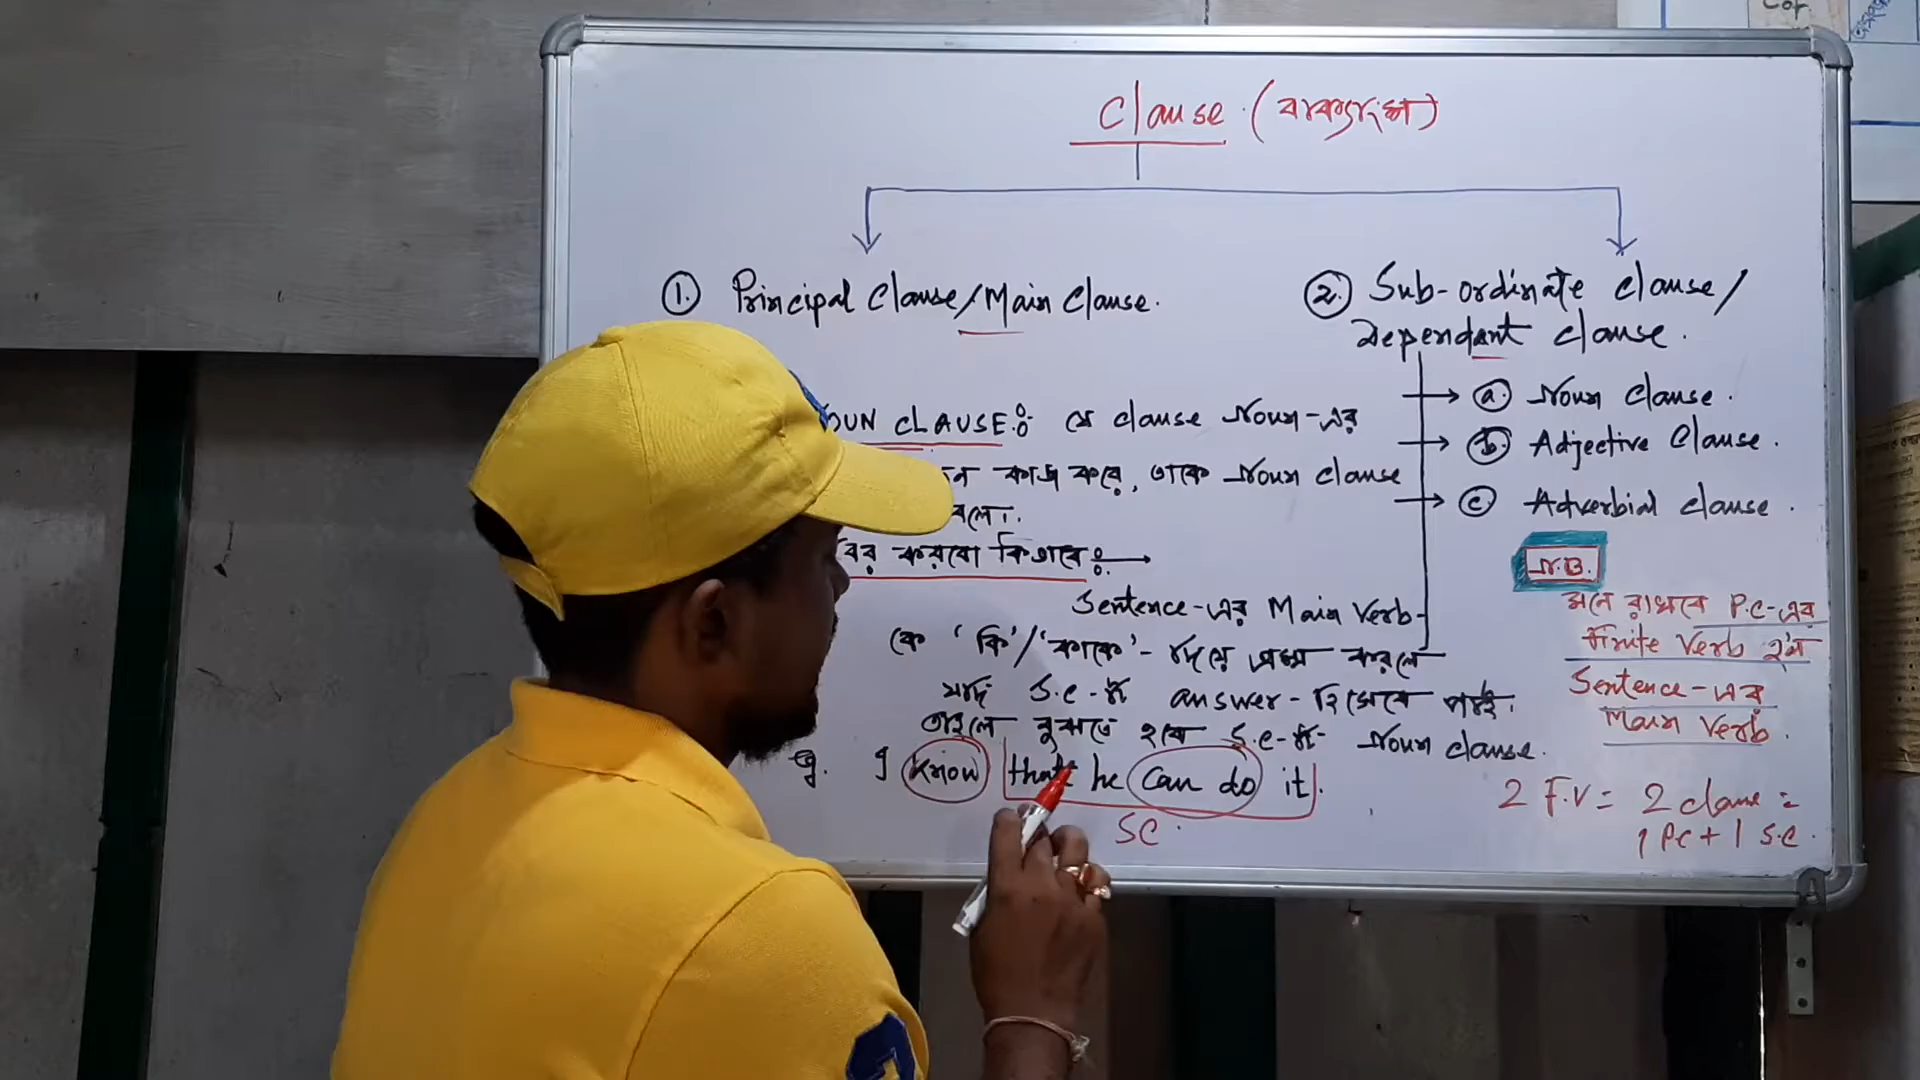 Clause (বাক্যাংশ)
① Principal Clause/Main Clause.
② Sub-ordinate Clause/
Dependant Clause.
→ ⓐ Noun Clause.
→ ⓑ Adjective Clause.
→ ⓒ Adverbial Clause.
OUN CLAUSE: যে clause Noun-এর
কাজ করে, তাকে Noun Clause
বলে।
করবো কিভাবে: →
Sentence-এর Main Verb-
কে 'কি'/'কাকে'- দিয়ে প্রশ্ন করলে
যদি S.C-টি answer-হিসেবে পাই.
তাহলে বুঝতে হবে S.C-টি Noun Clause.
eg. I know that he can do it.
SC.
N.B.
মনে রাখবে P.C-এর
Finite Verb হ'ল
Sentence-এর
Main Verb.
2 F.V = 2 clause =
1 PC + 1 S.C.
Cor